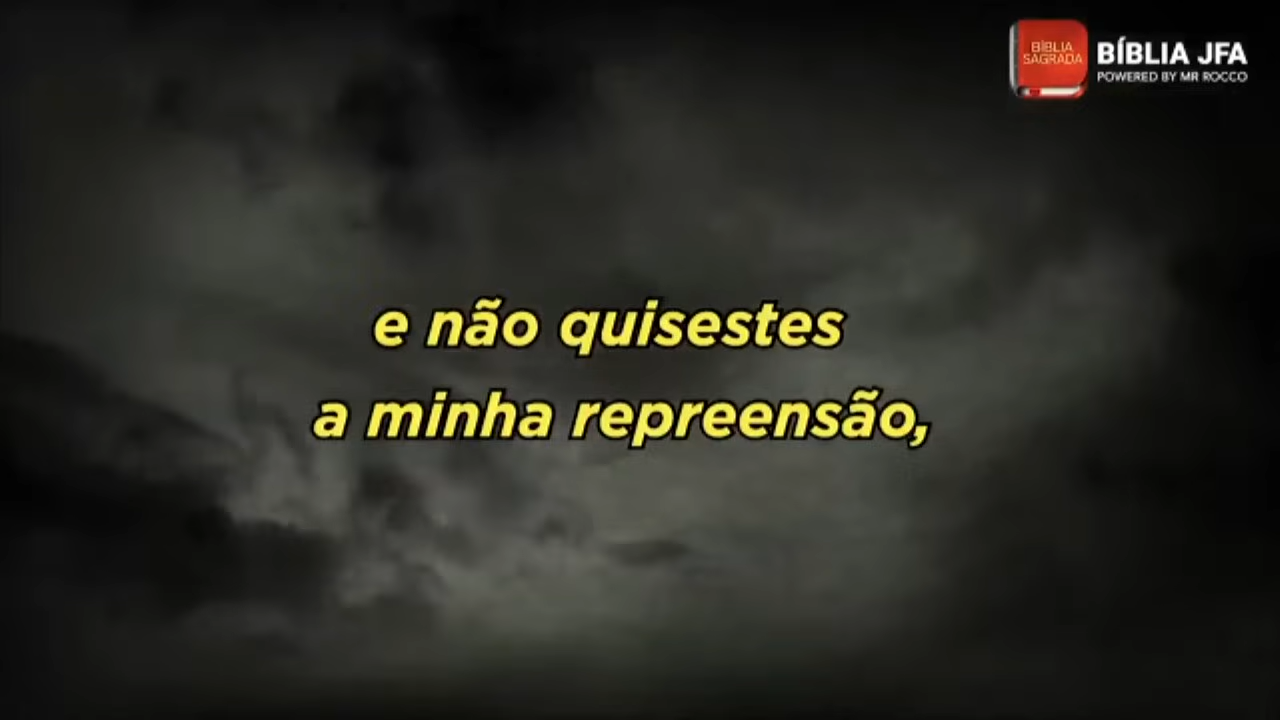 BÍBLIA
SAGRADA
BÍBLIA JFA
POWERED BY MR ROCCO
e não quisestes
a minha repreensão,